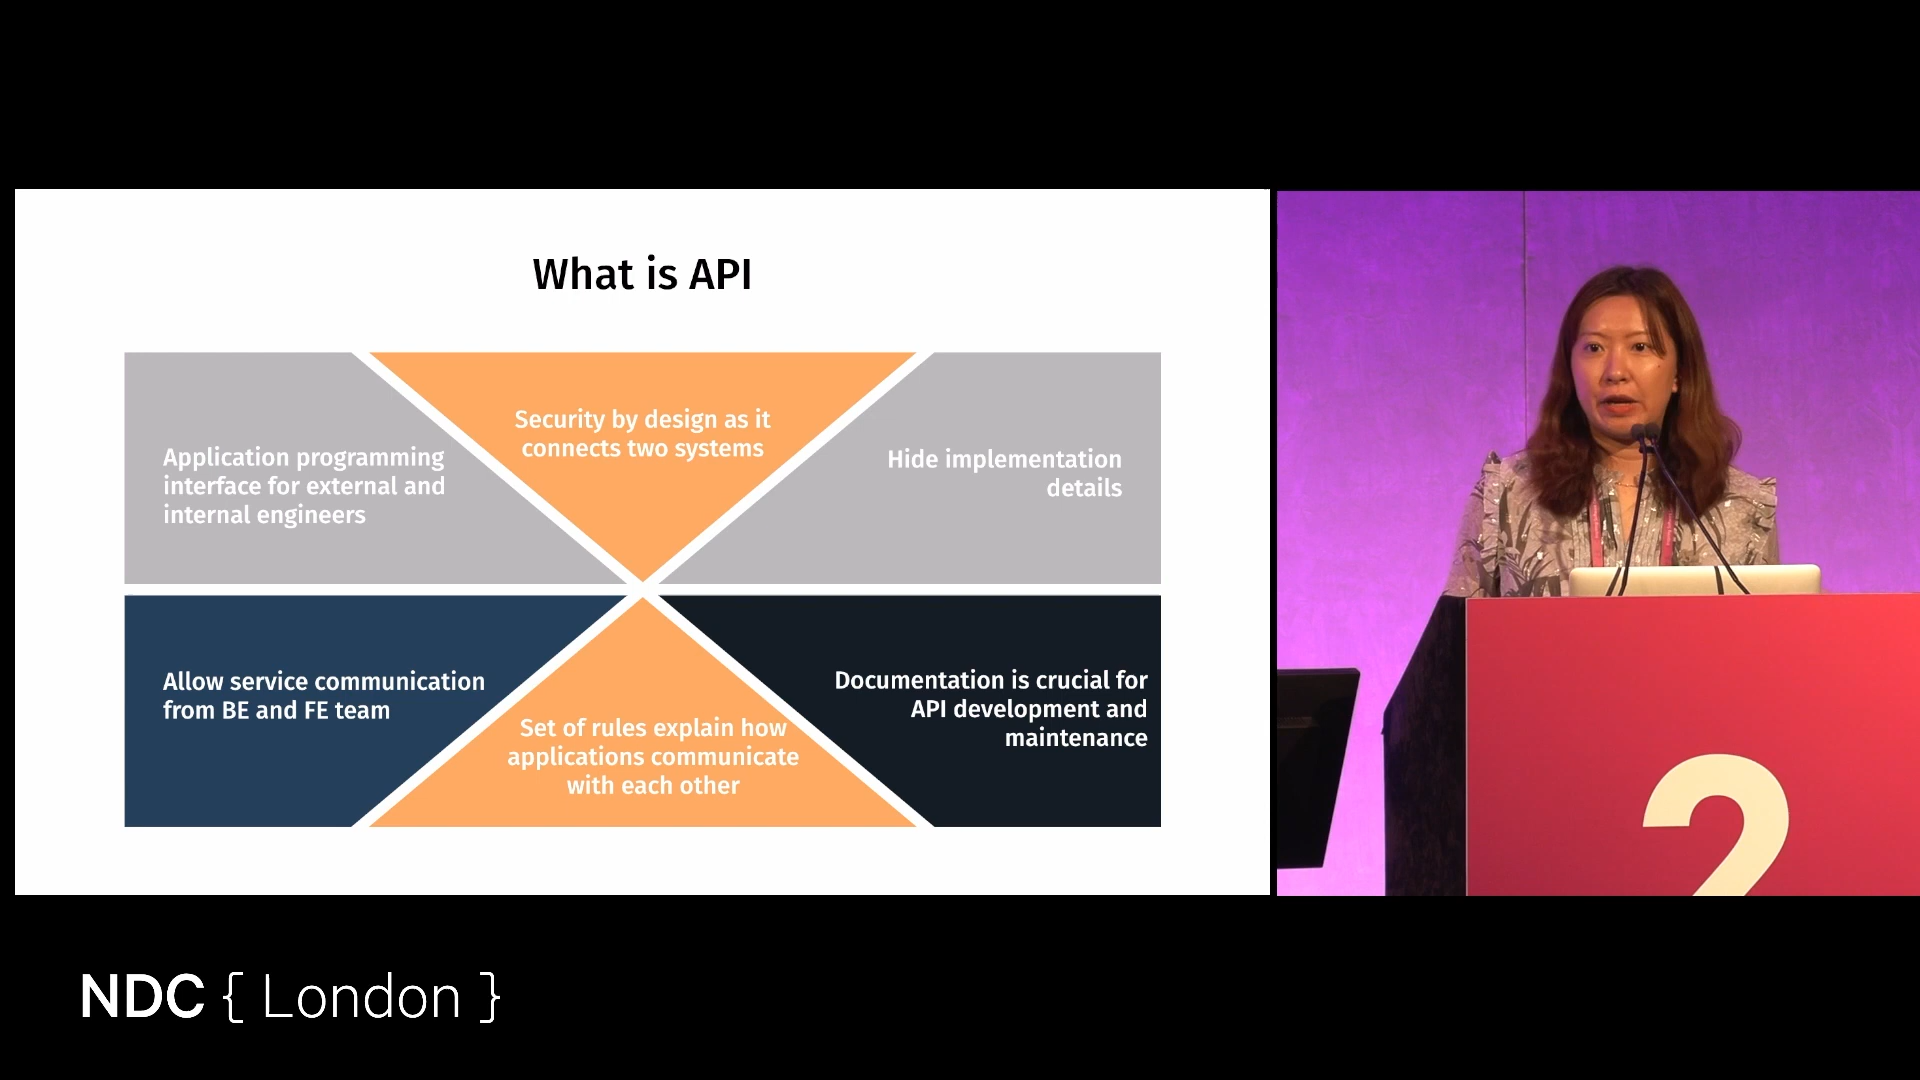 What is API
Application programming
interface for external and
internal engineers
Security by design as it
connects two systems
Hide implementation
details
Allow service communication
from BE and FE team
Set of rules explain how
applications communicate
with each other
Documentation is crucial for
API development and
maintenance
2
NDC { London }